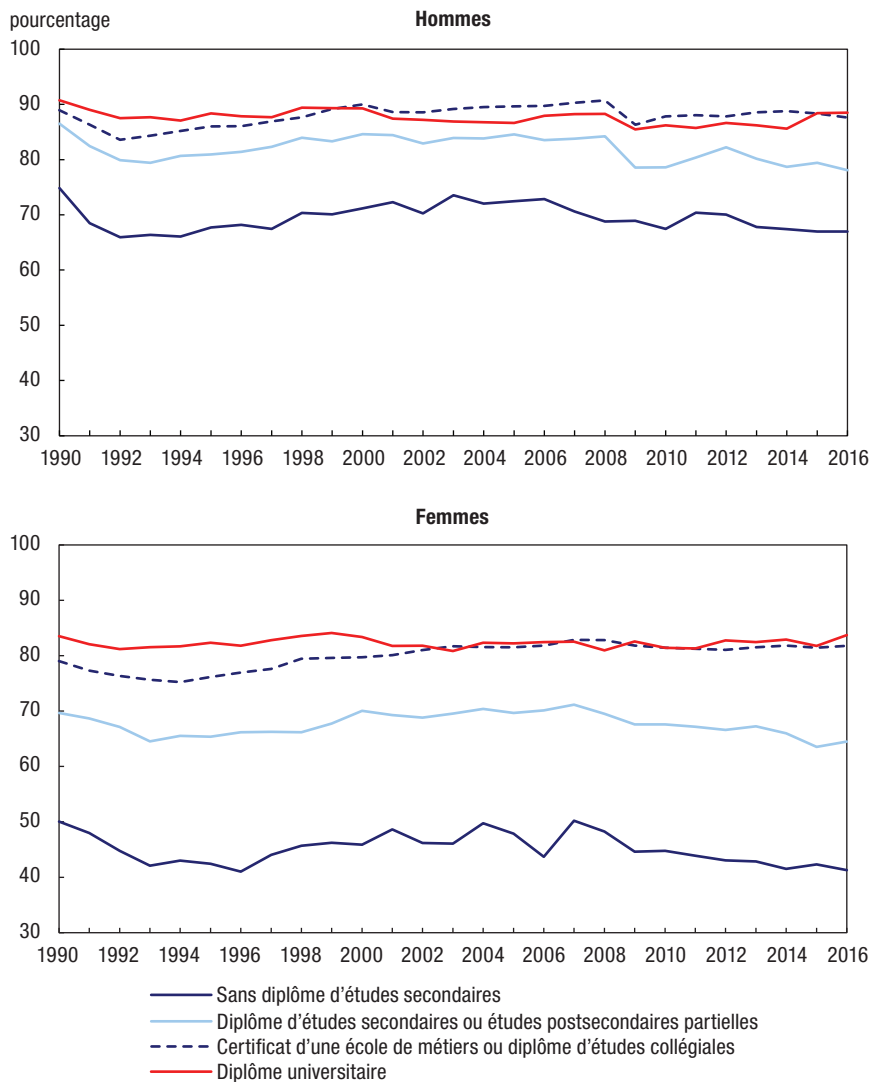 Hommes
pourcentage
100
90
80
70
60
50
40
30
1990 1992 1994 1996 1998 2000 2002 2004 2006 2008 2010 2012 2014 2016
Femmes
100
90
80
70
60
50
40
30
1990 1992 1994 1996 1998 2000 2002 2004 2006 2008 2010 2012 2014 2016
Sans diplôme d'études secondaires
Diplôme d'études secondaires ou études postsecondaires partielles
Certificat d'une école de métiers ou diplôme d'études collégiales
Diplôme universitaire